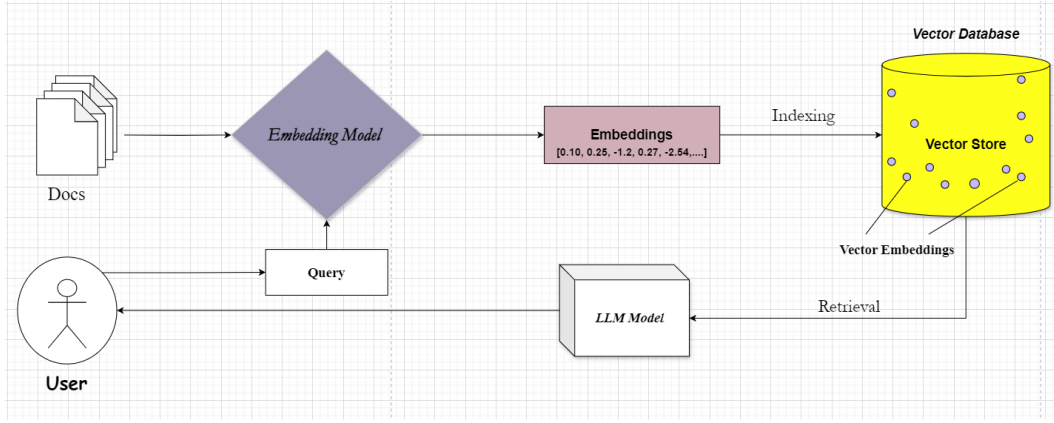 Vector Database
Docs
Embedding Model
Embeddings
[0.10, 0.25, -1.2, 0.27, -2.54,....]
Indexing
Vector Store
Vector Embeddings
Query
LLM Model
Retrieval
User